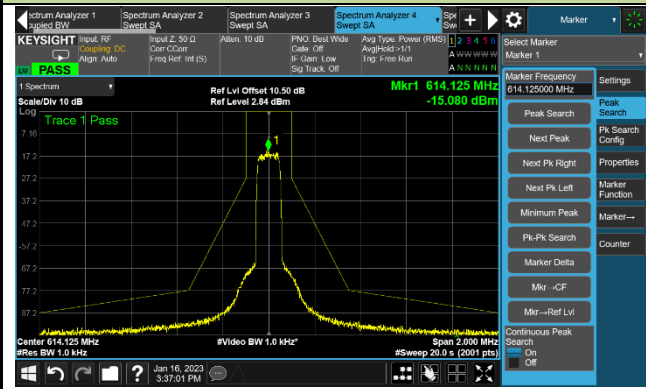 ectrum Analyzer 1
cupied BW
Spectrum Analyzer 2
Swept SA
Spectrum Analyzer 3
Swept SA
Spectrum Analyzer 4
Swept SA
Spe
Swe
Marker
KEYSIGHT
Input: RF
Coupling: DC
Align: Auto
Input Z: 50 Ω
Corr CCorr
Freq Ref: Int (S)
Atten: 10 dB
PNO: Best Wide
Gate: Off
IF Gain: Low
Sig Track: Off
Avg Type: Power (RMS)
Avg|Hold:>1/1
Trig: Free Run
1 2 3 4 5 6
A W W W W W
A N N N N N
LVI PASS
Select Marker
Marker 1
1 Spectrum
Scale/Div 10 dB
Log
Ref Lvl Offset 10.50 dB
Ref Level 2.84 dBm
Mkr1 614.125 MHz
-15.080 dBm
Trace 1 Pass
1
-7.16
-17.2
-27.2
-37.2
-47.2
-57.2
-67.2
-77.2
-87.2
Center 614.125 MHz
#Res BW 1.0 kHz
#Video BW 1.0 kHz*
Span 2.000 MHz
#Sweep 20.0 s (2001 pts)
Marker Frequency
614.125000 MHz
Peak Search
Next Peak
Next Pk Right
Next Pk Left
Minimum Peak
Pk-Pk Search
Marker Delta
Mkr→CF
Mkr→Ref Lvl
Continuous Peak
Search
On
Off
Settings
Peak
Search
Pk Search
Config
Properties
Marker
Function
Marker→
Counter
?
Jan 16, 2023
3:37:01 PM